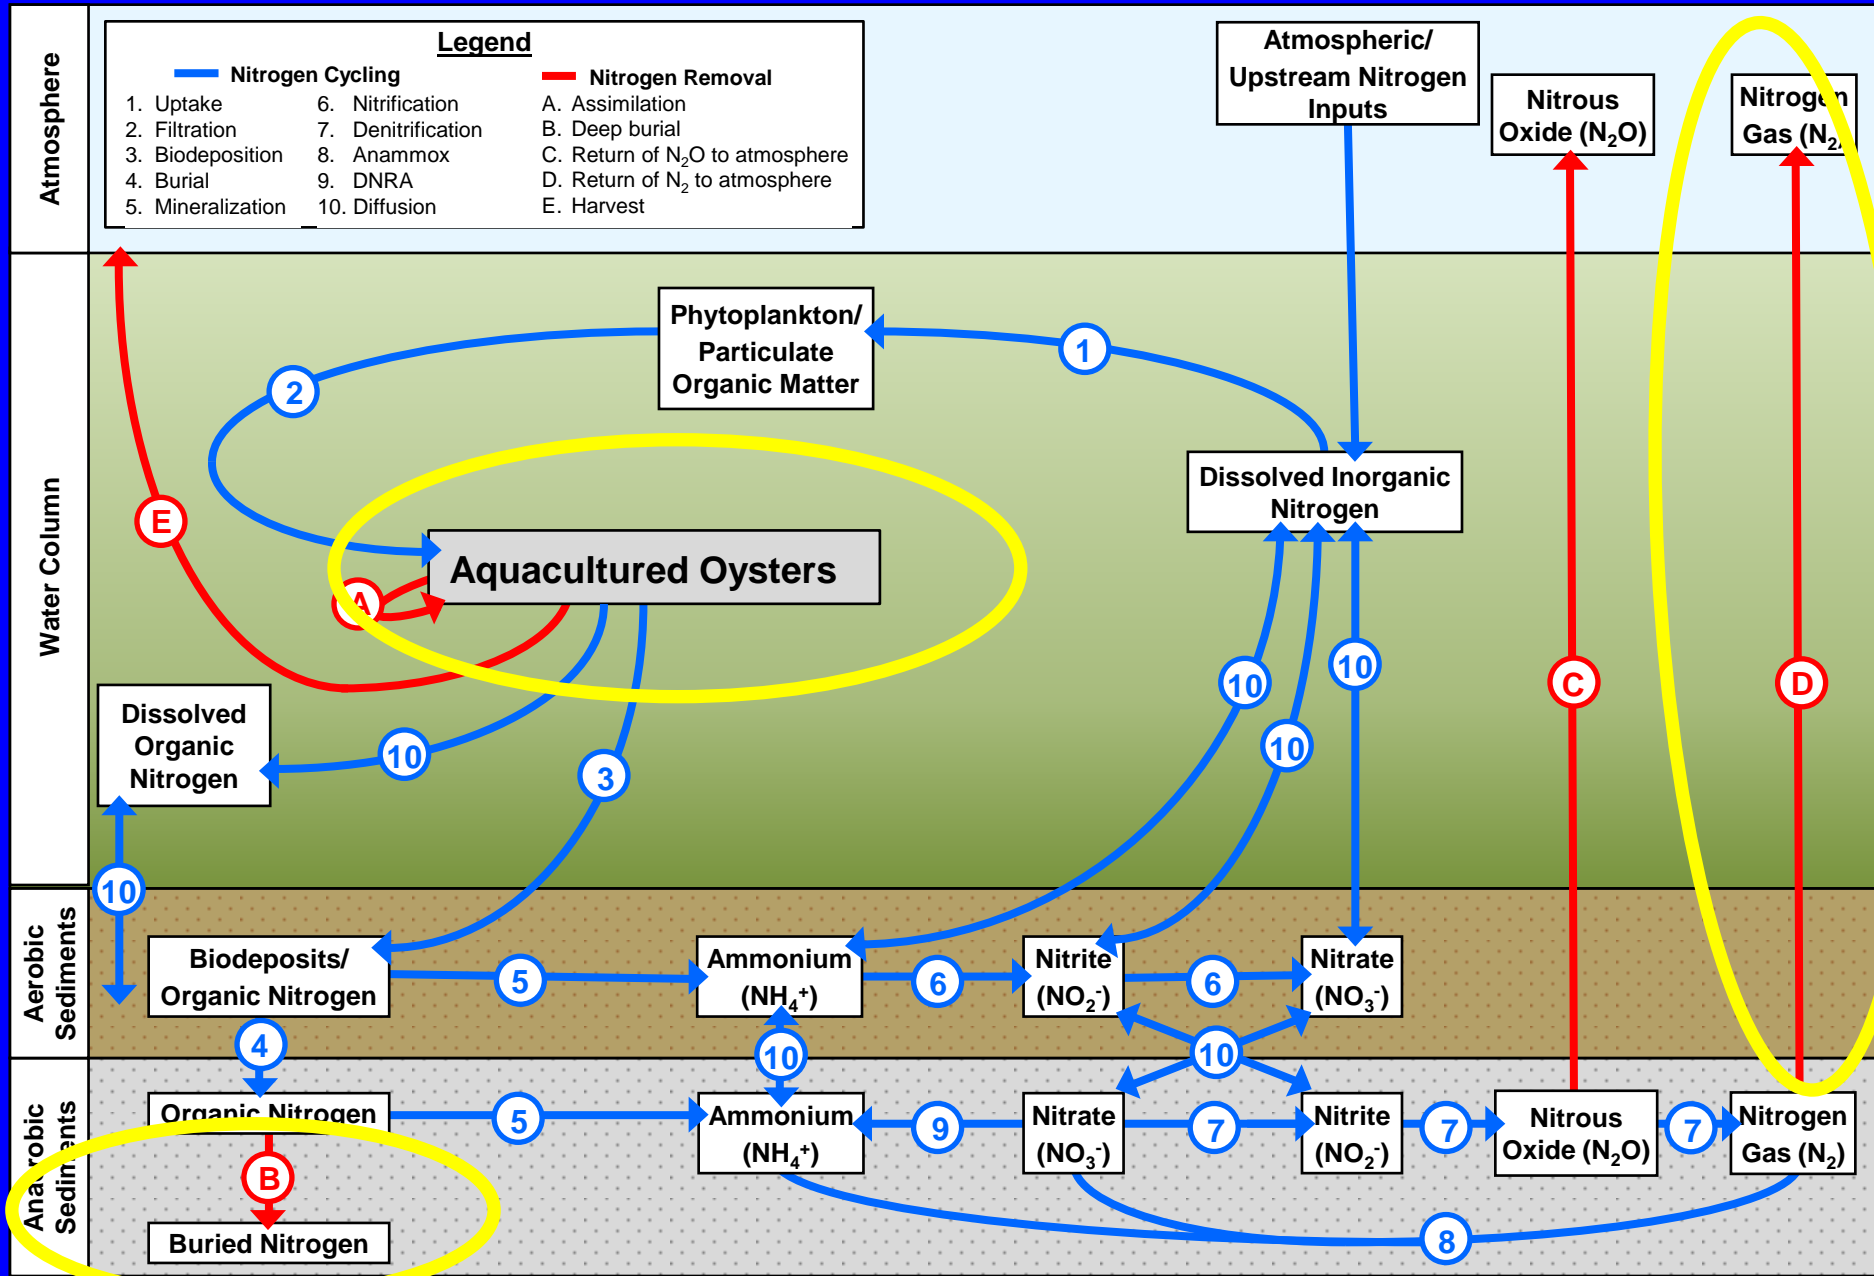 Legend
Nitrogen Cycling
Nitrogen Removal
1. Uptake
2. Filtration
3. Biodeposition
4. Burial
5. Mineralization
6. Nitrification
7. Denitrification
8. Anammox
9. DNRA
10. Diffusion
A. Assimilation
B. Deep burial
C. Return of N₂O to atmosphere
D. Return of N₂ to atmosphere
E. Harvest
Atmosphere
Atmospheric/
Upstream Nitrogen
Inputs
Nitrous
Oxide (N₂O)
Nitrogen
Gas (N₂)
Water Column
Phytoplankton/
Particulate
Organic Matter
1
2
Dissolved Inorganic
Nitrogen
E
Aquacultured Oysters
A
10
10
10
C
D
Dissolved
Organic
Nitrogen
10
3
10
Aerobic
Sediments
Biodeposits/
Organic Nitrogen
5
Ammonium
(NH₄⁺)
6
Nitrite
(NO₂⁻)
6
Nitrate
(NO₃⁻)
4
10
10
Anaerobic
Sediments
Organic Nitrogen
5
Ammonium
(NH₄⁺)
9
Nitrate
(NO₃⁻)
7
Nitrite
(NO₂⁻)
7
Nitrous
Oxide (N₂O)
7
Nitrogen
Gas (N₂)
B
Buried Nitrogen
8